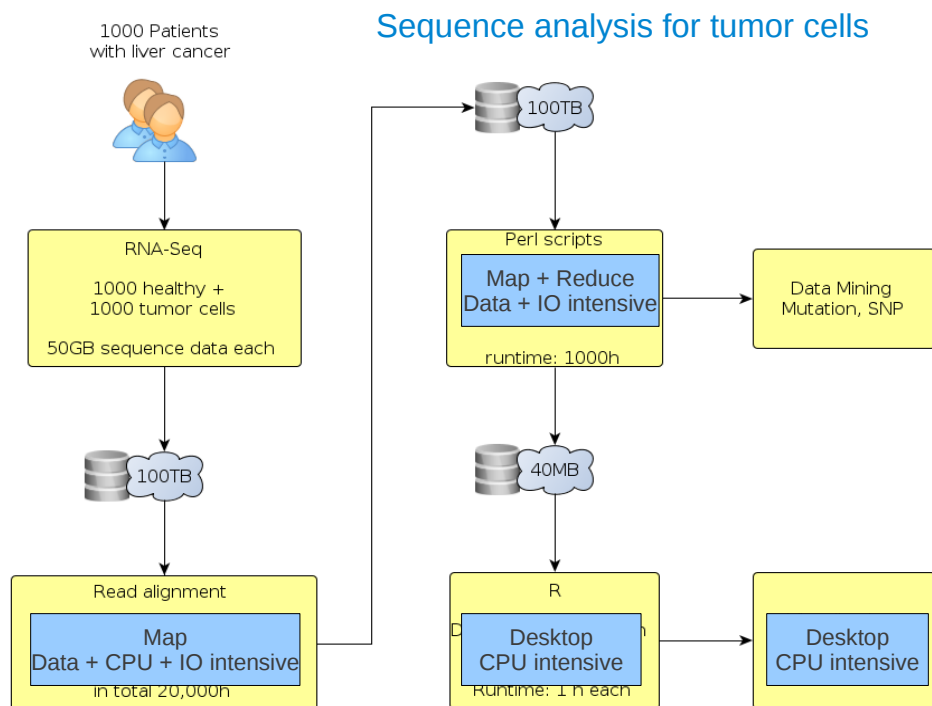 Sequence analysis for tumor cells
1000 Patients
with liver cancer
RNA-Seq
1000 healthy +
1000 tumor cells
50GB sequence data each
100TB
Read alignment
Map
Data + CPU + IO intensive
in total 20,000h
100TB
Perl scripts
Map + Reduce
Data + IO intensive
runtime: 1000h
Data Mining
Mutation, SNP
40MB
R
Desktop
CPU intensive
Runtime: 1 h each
Desktop
CPU intensive